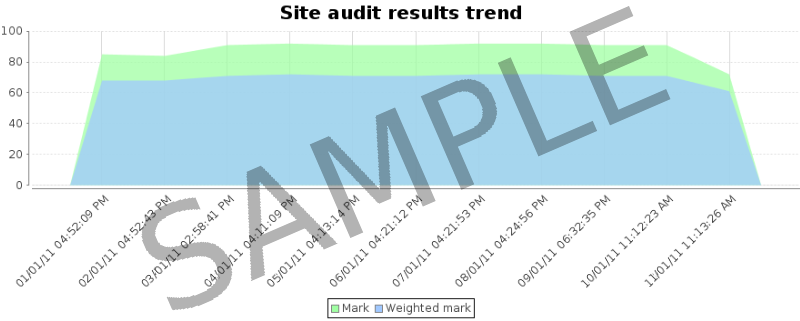 Site audit results trend
100
80
60
40
20
0
01/01/11 04:52:09 PM
02/01/11 04:52:43 PM
03/01/11 02:58:41 PM
04/01/11 04:11:09 PM
05/01/11 04:13:14 PM
06/01/11 04:21:12 PM
07/01/11 04:21:53 PM
08/01/11 04:24:56 PM
09/01/11 06:32:35 PM
10/01/11 11:12:23 AM
11/01/11 11:13:26 AM
SAMPLE
Mark Weighted mark